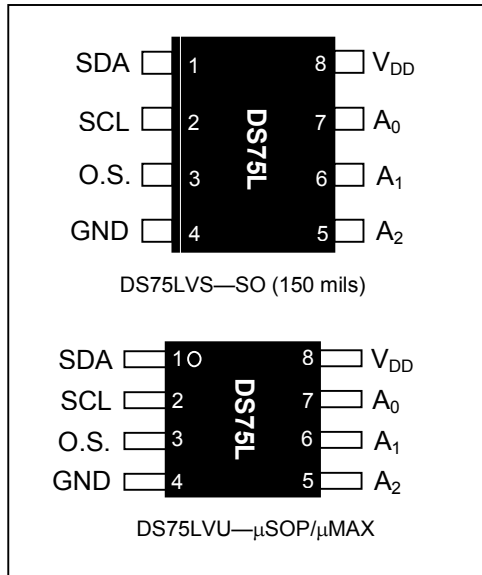 SDA 1 8 V_DD
SCL 2 7 A_0
O.S. 3 6 A_1
GND 4 5 A_2
DS75L
DS75LVS—SO (150 mils)
SDA 1 8 V_DD
SCL 2 7 A_0
O.S. 3 6 A_1
GND 4 5 A_2
DS75L
DS75LVU—μSOP/μMAX